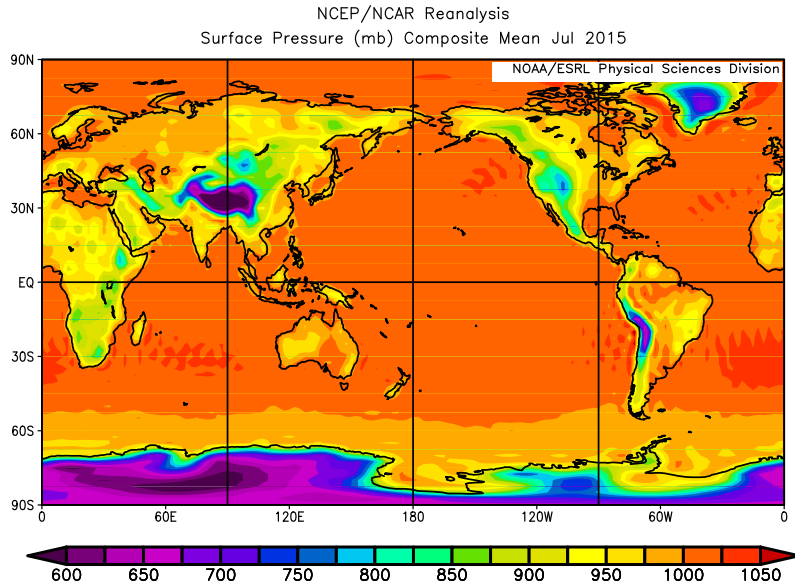 NCEP/NCAR Reanalysis
Surface Pressure (mb) Composite Mean Jul 2015
NOAA/ESRL Physical Sciences Division
90N
60N
30N
EQ
30S
60S
90S
0 60E 120E 180 120W 60W 0
600 650 700 750 800 850 900 950 1000 1050